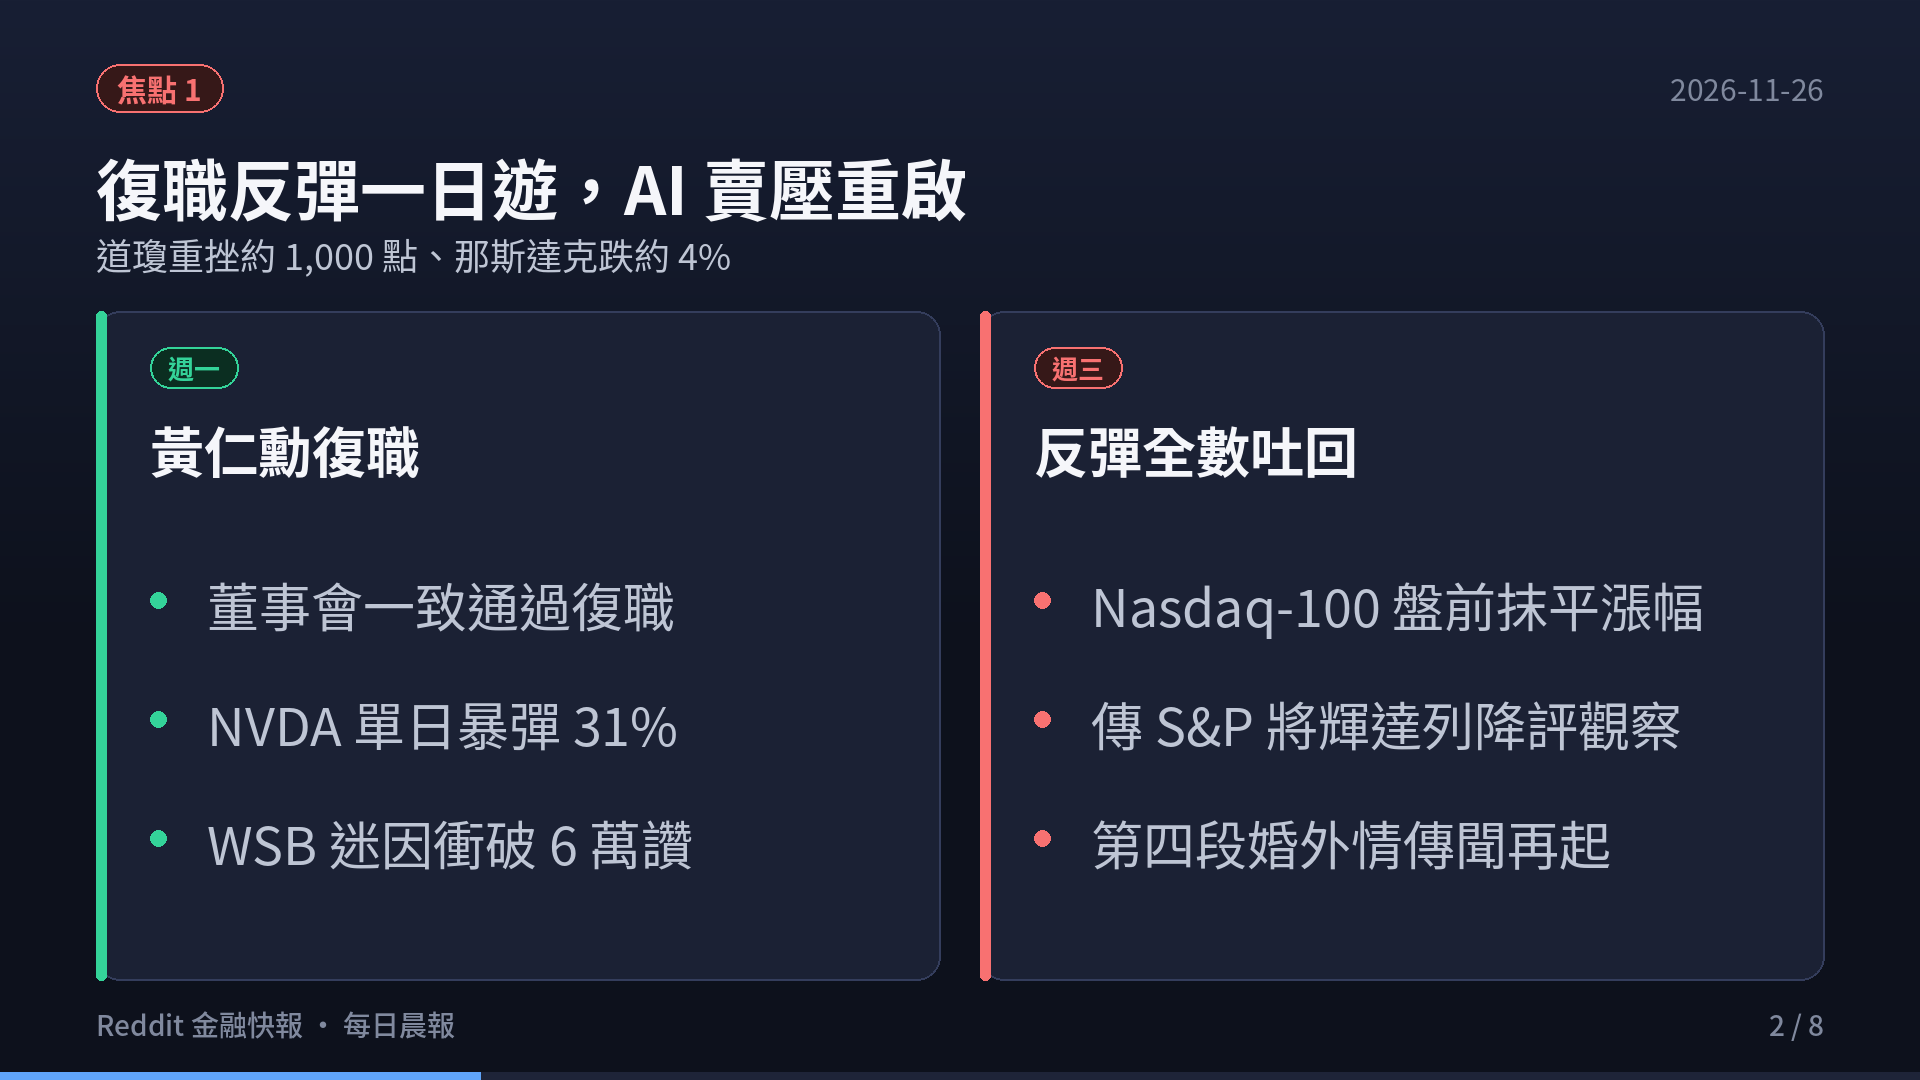 焦點 1
2026-11-26
復職反彈一日遊，AI 賣壓重啟
道瓊重挫約 1,000 點、那斯達克跌約 4%
週一
黃仁勳復職
董事會一致通過復職
NVDA 單日暴彈 31%
WSB 迷因衝破 6 萬讚
週三
反彈全數吐回
Nasdaq-100 盤前抹平漲幅
傳 S&P 將輝達列降評觀察
第四段婚外情傳聞再起
Reddit 金融快報 · 每日晨報
2 / 8